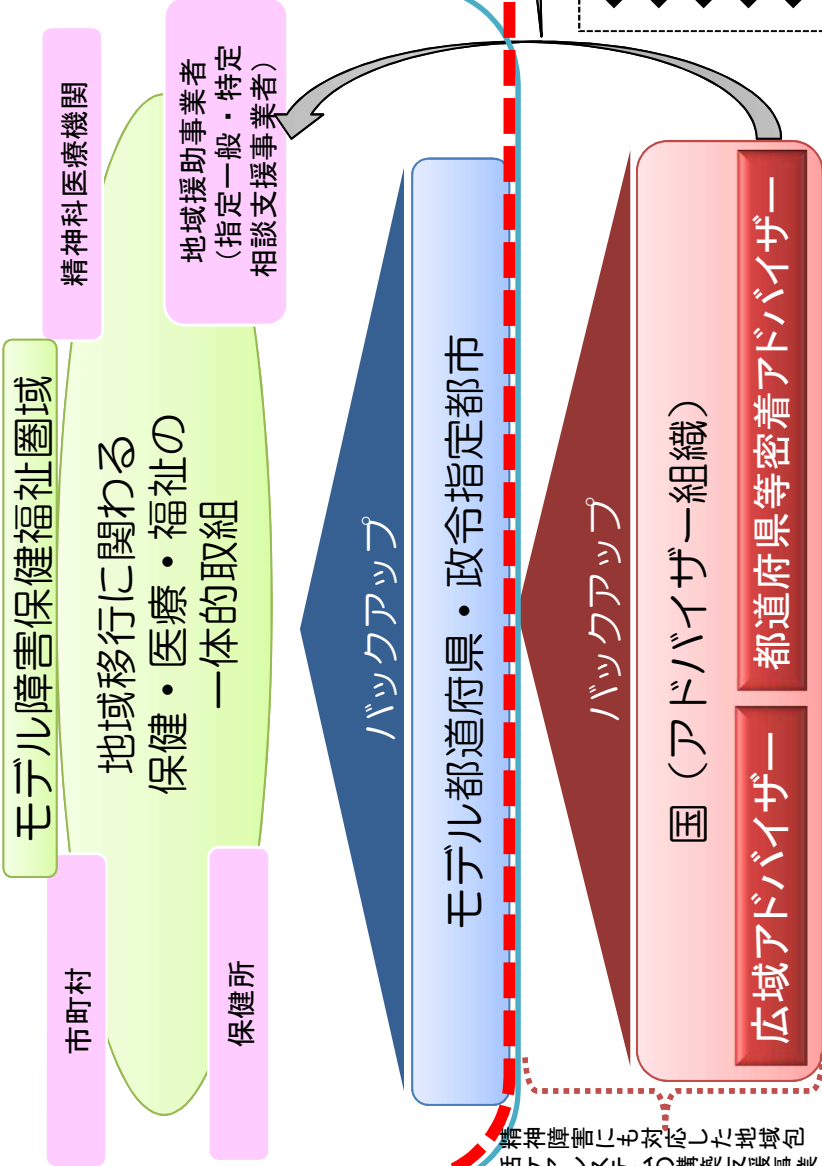 モデル障害保健福祉圏域
市町村
精神科医療機関
地域移行に関わる
保健・医療・福祉の
一体的取組
保健所
地域援助事業者
（指定一般・特定
相談支援事業者）
バックアップ
モデル都道府県・政令指定都市
バックアップ
国（アドバイザー組織）
広域アドバイザー
都道府県等密着アドバイザー
精神障害にも対応した地域包